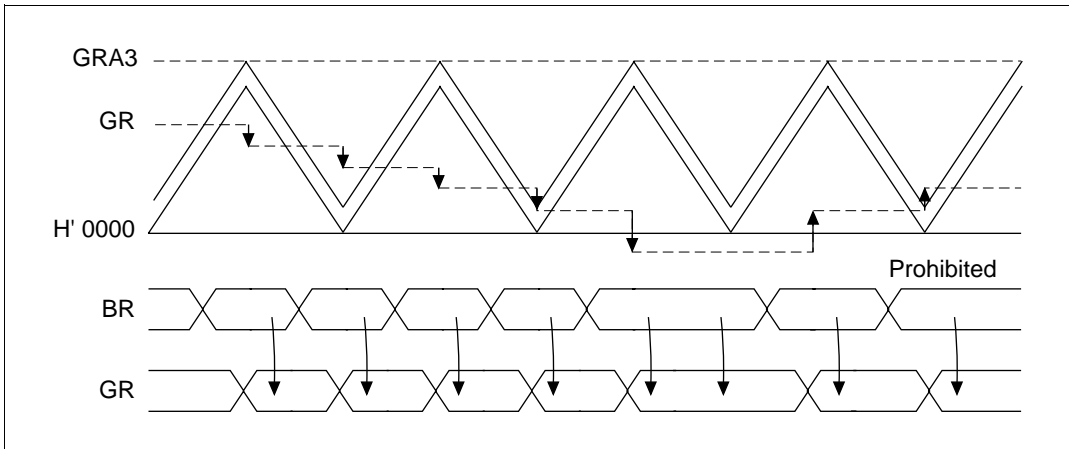 GRA3
GR
H' 0000
Prohibited
BR
GR